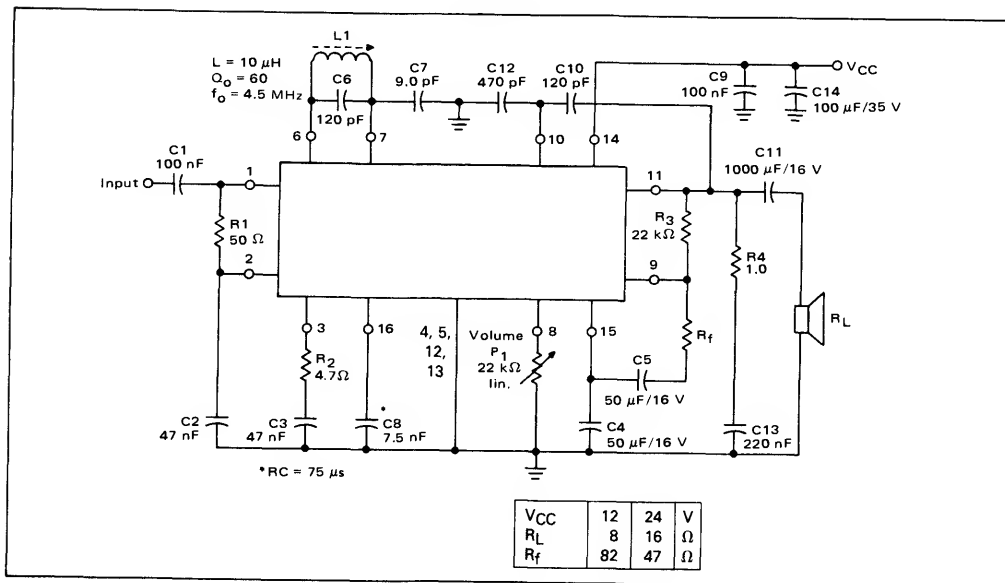 L1
L = 10 μH
Qo = 60
fo = 4.5 MHz
C6
120 pF
C7
9.0 pF
C12
470 pF
C10
120 pF
C9
100 nF
VCC
C14
100 μF/35 V
6
7
10
14
C1
100 nF
Input
1
11
C11
1000 μF/16 V
R1
50 Ω
R3
22 kΩ
R4
1.0
2
9
RL
3
16
4, 5,
12,
13
Volume
P1
22 kΩ
lin.
8
15
Rf
R2
4.7Ω
C5
50 μF/16 V
C2
47 nF
C3
47 nF
*
C8
7.5 nF
C4
50 μF/16 V
C13
220 nF
*RC = 75 μs
VCC 12 24 V
RL 8 16 Ω
Rf 82 47 Ω